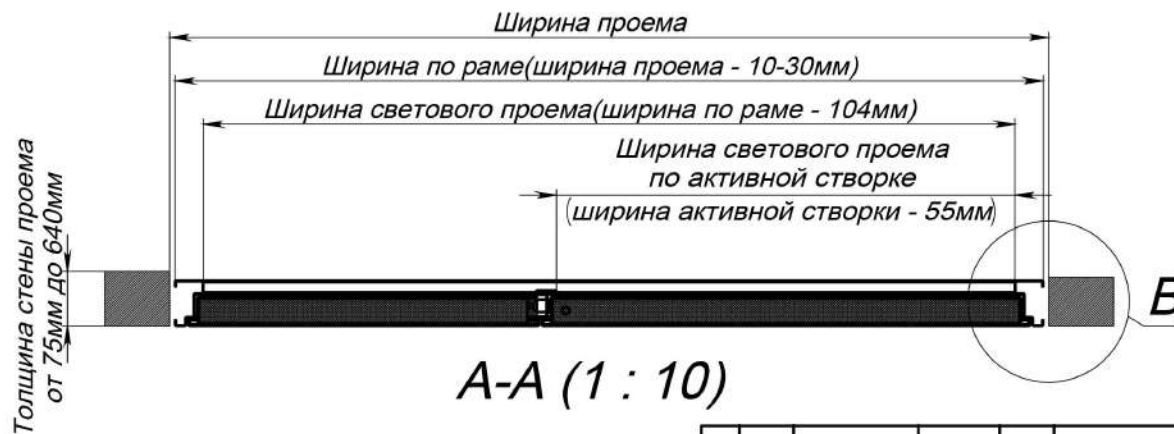 Ширина проема
Ширина по раме(ширина проема - 10-30мм)
Ширина светового проема(ширина по раме - 104мм)
Ширина светового проема
по активной створке
(ширина активной створки - 55мм)
Толщина стены проема
от 75мм до 640мм
В
А-А (1 : 10)